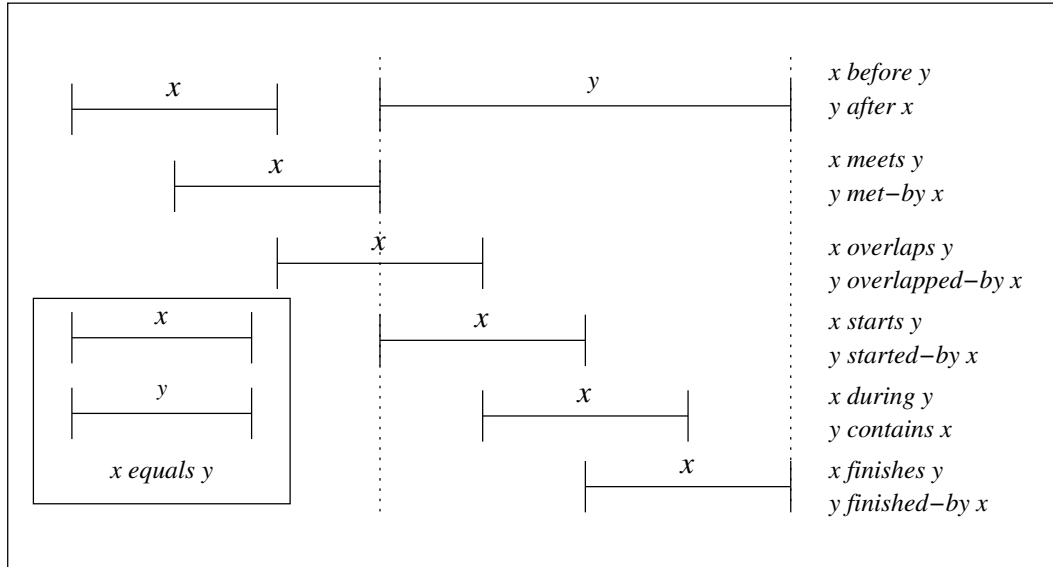 x
y
x before y
y after x
x
x meets y
y met−by x
x
x overlaps y
y overlapped−by x
x
x
x starts y
y started−by x
y
x
x during y
y contains x
x equals y
x
x finishes y
y finished−by x